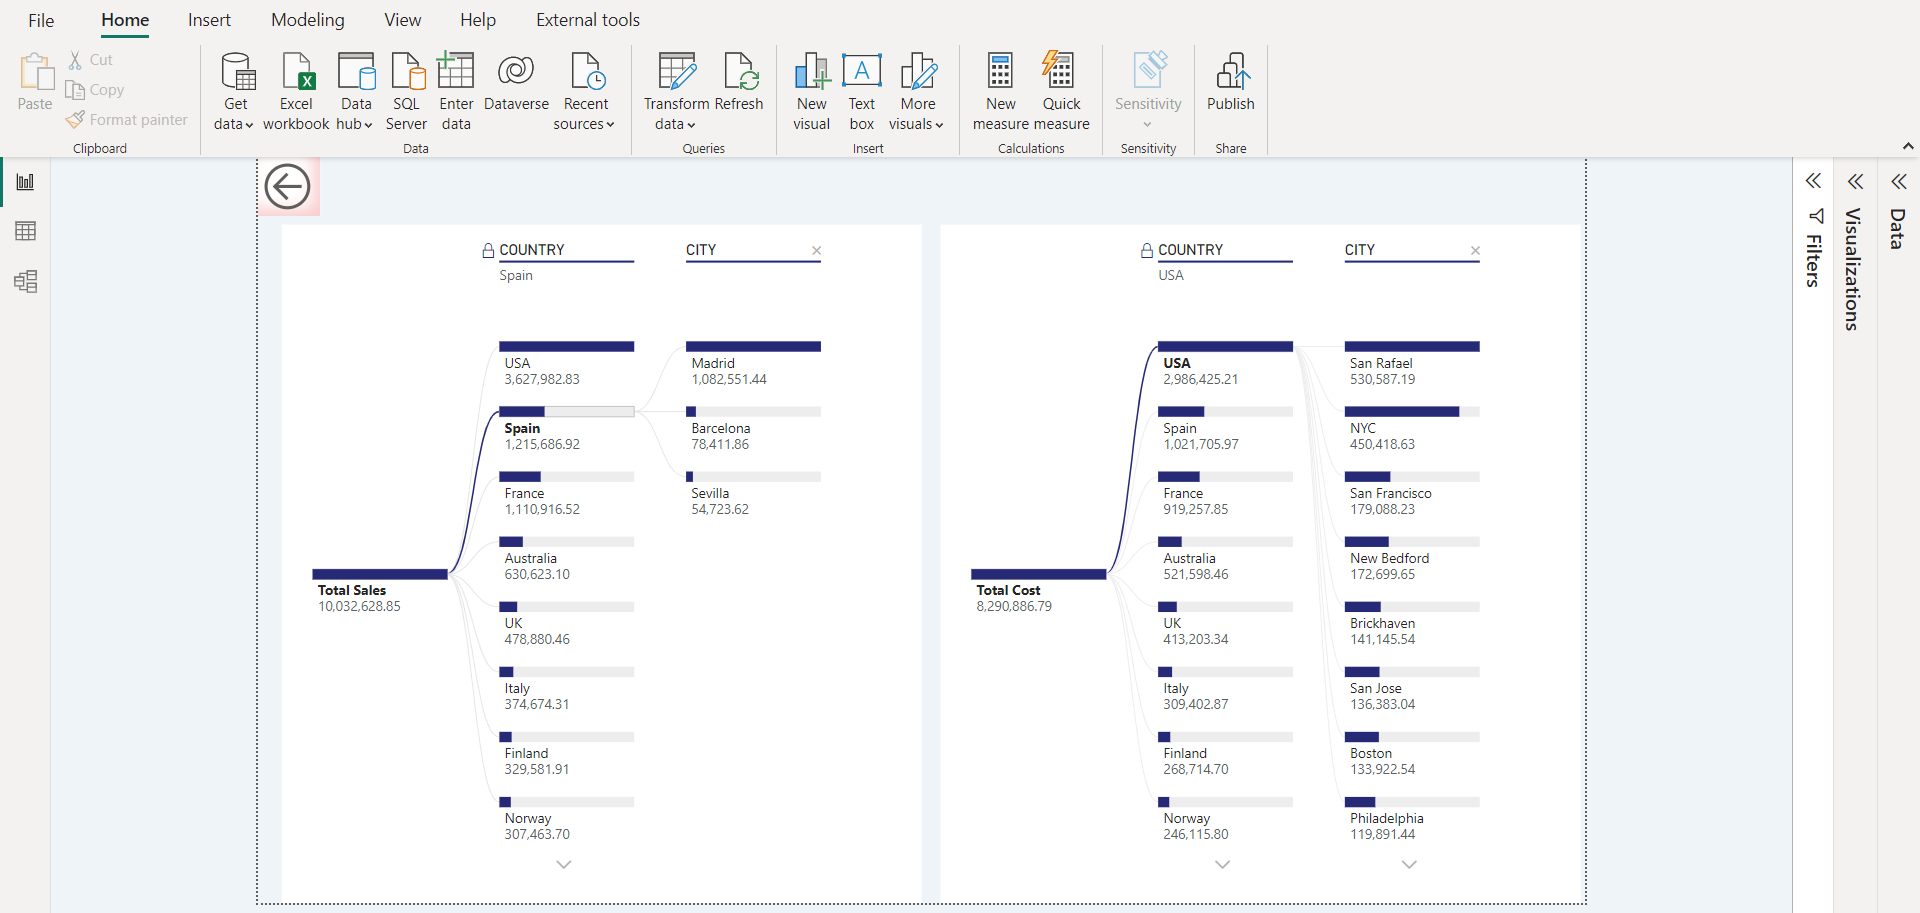 File Home Insert Modeling View Help External tools
Paste
Cut
Copy
Format painter
Clipboard
Get data
Excel workbook
Data hub
SQL Server
Enter data
Dataverse
Recent sources
Data
Transform data
Refresh
Queries
New visual
Text box
More visuals
Insert
New measure
Quick measure
Calculations
Sensitivity
Sensitivity
Publish
Share
COUNTRY
Spain
CITY
Total Sales
10,032,628.85
USA
3,627,982.83
Spain
1,215,686.92
France
1,110,916.52
Australia
630,623.10
UK
478,880.46
Italy
374,674.31
Finland
329,581.91
Norway
307,463.70
Madrid
1,082,551.44
Barcelona
78,411.86
Sevilla
54,723.62
COUNTRY
USA
CITY
Total Cost
8,290,886.79
USA
2,986,425.21
Spain
1,021,705.97
France
919,257.85
Australia
521,598.46
UK
413,203.34
Italy
309,402.87
Finland
268,714.70
Norway
246,115.80
San Rafael
530,587.19
NYC
450,418.63
San Francisco
179,088.23
New Bedford
172,699.65
Brickhaven
141,145.54
San Jose
136,383.04
Boston
133,922.54
Philadelphia
119,891.44
Filters
Visualizations
Data